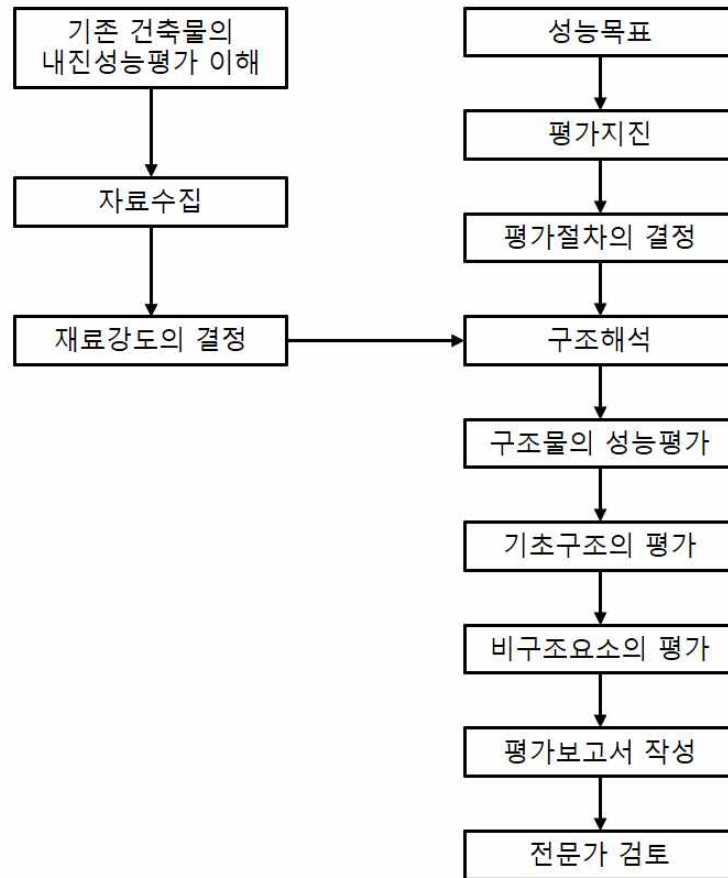 기존 건축물의
내진성능평가 이해
자료수집
재료강도의 결정
성능목표
평가지진
평가절차의 결정
구조해석
구조물의 성능평가
기초구조의 평가
비구조요소의 평가
평가보고서 작성
전문가 검토